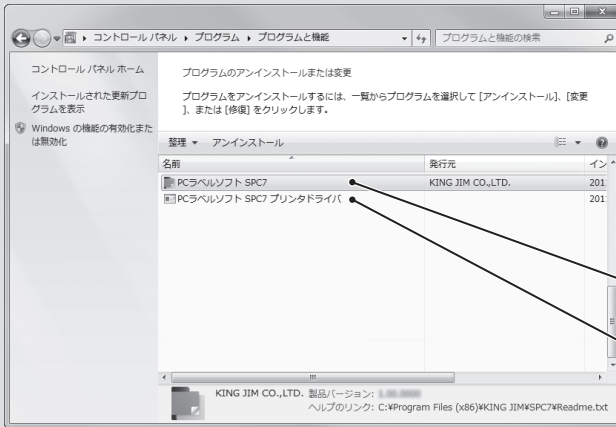 コントロール パネル ▸ プログラム ▸ プログラムと機能
プログラムと機能の検索
コントロール パネル ホーム
インストールされた更新プロ
グラムを表示
Windows の機能の有効化また
は無効化
プログラムのアンインストールまたは変更
プログラムをアンインストールするには、一覧からプログラムを選択して [アンインストール]、[変更
]、または [修復] をクリックします。
整理 ▼ アンインストール
名前 発行元 イン
PCラベルソフト SPC7 KING JIM CO.,LTD. 201
PCラベルソフト SPC7 プリンタドライバ 201
KING JIM CO.,LTD. 製品バージョン:
ヘルプのリンク: C:¥Program Files (x86)¥KING JIM¥SPC7¥Readme.txt